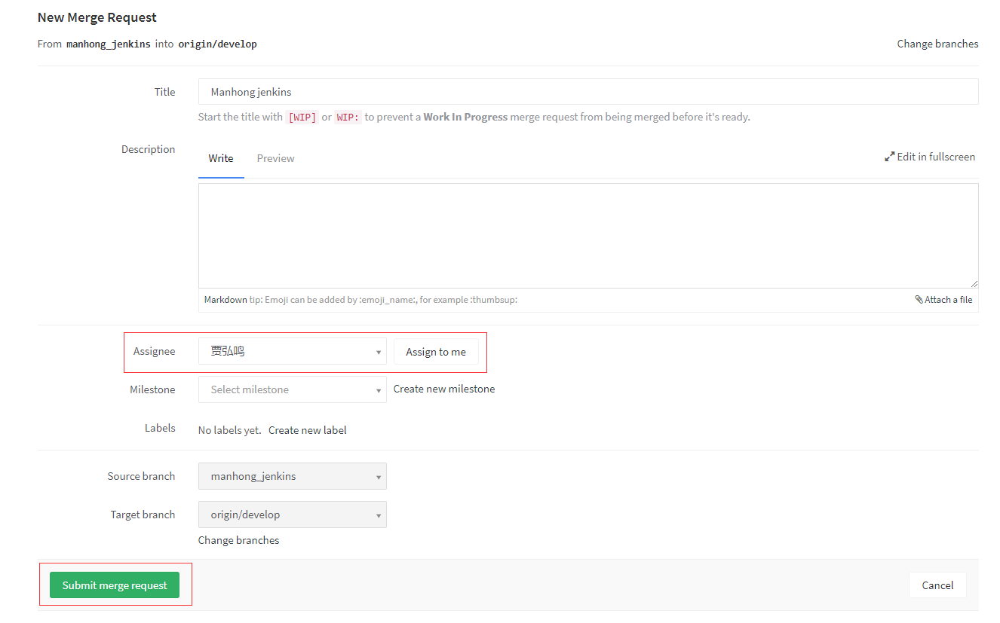 New Merge Request
From manhong_jenkins into origin/develop
Change branches
Title
Manhong jenkins
Start the title with [WIP] or WIP: to prevent a Work In Progress merge request from being merged before it's ready.
Description
Write
Preview
Edit in fullscreen
Markdown tip: Emoji can be added by :emoji_name:, for example :thumbsup:
Attach a file
Assignee
贾弘鸣
Assign to me
Milestone
Select milestone
Create new milestone
Labels
No labels yet. Create new label
Source branch
manhong_jenkins
Target branch
origin/develop
Change branches
Submit merge request
Cancel